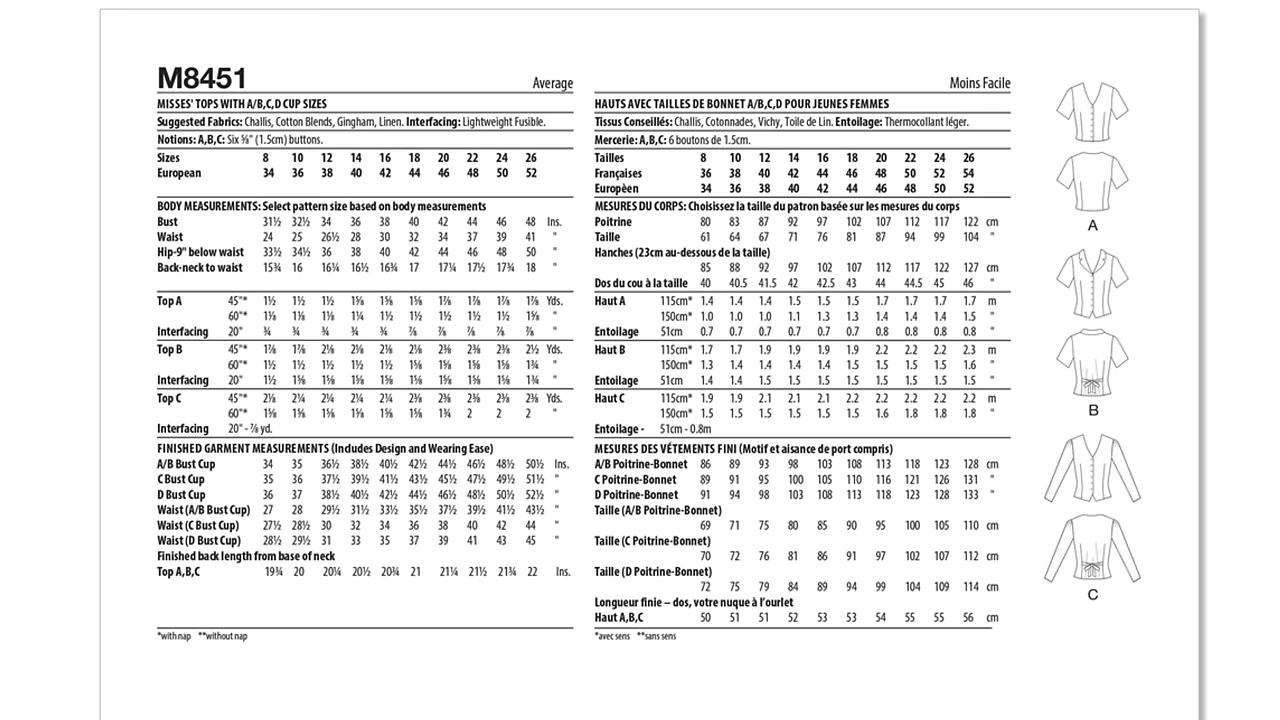 M8451 Average
MISSES' TOPS WITH A/B,C,D CUP SIZES
Suggested Fabrics: Challis, Cotton Blends, Gingham, Linen. Interfacing: Lightweight Fusible.
Notions: A,B,C: Six ⅝" (1.5cm) buttons.
Sizes 8 10 12 14 16 18 20 22 24 26
European 34 36 38 40 42 44 46 48 50 52
BODY MEASUREMENTS: Select pattern size based on body measurements
Bust 31½ 32½ 34 36 38 40 42 44 46 48 Ins.
Waist 24 25 26½ 28 30 32 34 37 39 41 "
Hip-9" below waist 33½ 34½ 36 38 40 42 44 46 48 50 "
Back-neck to waist 15¾ 16 16¼ 16½ 16¾ 17 17¼ 17½ 17¾ 18 "
Top A 45"* 1½ 1½ 1½ 1⅝ 1⅝ 1⅝ 1⅞ 1⅞ 1⅞ 1⅞ Yds.
60"* 1⅛ 1⅛ 1⅛ 1¼ 1½ 1½ 1½ 1½ 1½ 1⅝ "
Interfacing 20" ¾ ¾ ¾ ¾ ¾ ⅞ ⅞ ⅞ ⅞ ⅞ "
Top B 45"* 1⅞ 1⅞ 2⅛ 2⅛ 2⅛ 2⅛ 2⅜ 2⅜ 2⅜ 2½ Yds.
60"* 1½ 1½ 1½ 1½ 1⅝ 1⅝ 1⅝ 1⅝ 1⅝ 1¾ "
Interfacing 20" 1½ 1⅝ 1⅝ 1⅝ 1⅝ 1⅝ 1⅝ 1⅝ 1⅝ 1¾ "
Top C 45"* 2⅛ 2¼ 2¼ 2¼ 2⅜ 2⅜ 2⅜ 2⅜ 2⅜ 2⅜ Yds.
60"* 1⅝ 1⅝ 1⅝ 1⅝ 1⅝ 1⅝ 1¾ 2 2 2 "
Interfacing 20" - ⅞ yd.
FINISHED GARMENT MEASUREMENTS (Includes Design and Wearing Ease)
A/B Bust Cup 34 35 36½ 38½ 40½ 42½ 44½ 46½ 48½ 50½ Ins.
C Bust Cup 35 36 37½ 39½ 41½ 43½ 45½ 47½ 49½ 51½ "
D Bust Cup 36 37 38½ 40½ 42½ 44½ 46½ 48½ 50½ 52½ "
Waist (A/B Bust Cup) 27 28 29½ 31½ 33½ 35½ 37½ 39½ 41½ 43½ "
Waist (C Bust Cup) 27½ 28½ 30 32 34 36 38 40 42 44 "
Waist (D Bust Cup) 28½ 29½ 31 33 35 37 39 41 43 45 "
Finished back length from base of neck
Top A,B,C 19¾ 20 20¼ 20½ 20¾ 21 21¼ 21½ 21¾ 22 Ins.
*with nap **without nap
Moins Facile
HAUTS AVEC TAILLES DE BONNET A/B,C,D POUR JEUNES FEMMES
Tissus Conseillés: Challis, Cotonnades, Vichy, Toile de Lin. Entoilage: Thermocollant léger.
Mercerie: A,B,C: 6 boutons de 1.5cm.
Tailles 8 10 12 14 16 18 20 22 24 26
Françaises 36 38 40 42 44 46 48 50 52 54
Europèen 34 36 38 40 42 44 46 48 50 52
MESURES DU CORPS: Choisissez la taille du patron basée sur les mesures du corps
Poitrine 80 83 87 92 97 102 107 112 117 122 cm
Taille 61 64 67 71 76 81 87 94 99 104 "
Hanches (23cm au-dessous de la taille)
85 88 92 97 102 107 112 117 122 127 cm
Dos du cou à la taille 40 40.5 41.5 42 42.5 43 44 44.5 45 46 "
Haut A 115cm* 1.4 1.4 1.4 1.5 1.5 1.5 1.7 1.7 1.7 1.7 m
150cm* 1.0 1.0 1.0 1.1 1.3 1.3 1.4 1.4 1.4 1.5 "
Entoilage 51cm 0.7 0.7 0.7 0.7 0.7 0.8 0.8 0.8 0.8 "
Haut B 115cm* 1.7 1.7 1.9 1.9 1.9 1.9 2.2 2.2 2.2 2.3 m
150cm* 1.3 1.4 1.4 1.4 1.5 1.5 1.5 1.5 1.5 1.6 "
Entoilage 51cm 1.4 1.4 1.5 1.5 1.5 1.5 1.5 1.5 1.5 1.5 "
Haut C 115cm* 1.9 1.9 2.1 2.1 2.2 2.2 2.2 2.2 2.2 2.2 m
150cm* 1.5 1.5 1.5 1.5 1.5 1.5 1.6 1.8 1.8 1.8 "
Entoilage - 51cm - 0.8m
MESURES DES VÉTEMENTS FINI (Motif et aisance de port compris)
A/B Poitrine-Bonnet 86 89 93 98 103 108 113 118 123 128 cm
C Poitrine-Bonnet 89 91 95 100 105 110 116 121 126 131 "
D Poitrine-Bonnet 91 94 98 103 108 113 118 123 128 133 "
Taille (A/B Poitrine-Bonnet)
69 71 75 80 85 90 95 100 105 110 cm
Taille (C Poitrine-Bonnet)
70 72 76 81 86 91 97 102 107 112 cm
Taille (D Poitrine-Bonnet)
72 75 79 84 89 94 99 104 109 114 cm
Longueur finie – dos, votre nuque à l'ourlet
Haut A,B,C 50 51 51 52 53 53 54 55 55 56 cm
*avec sens **sans sens
A
B
C